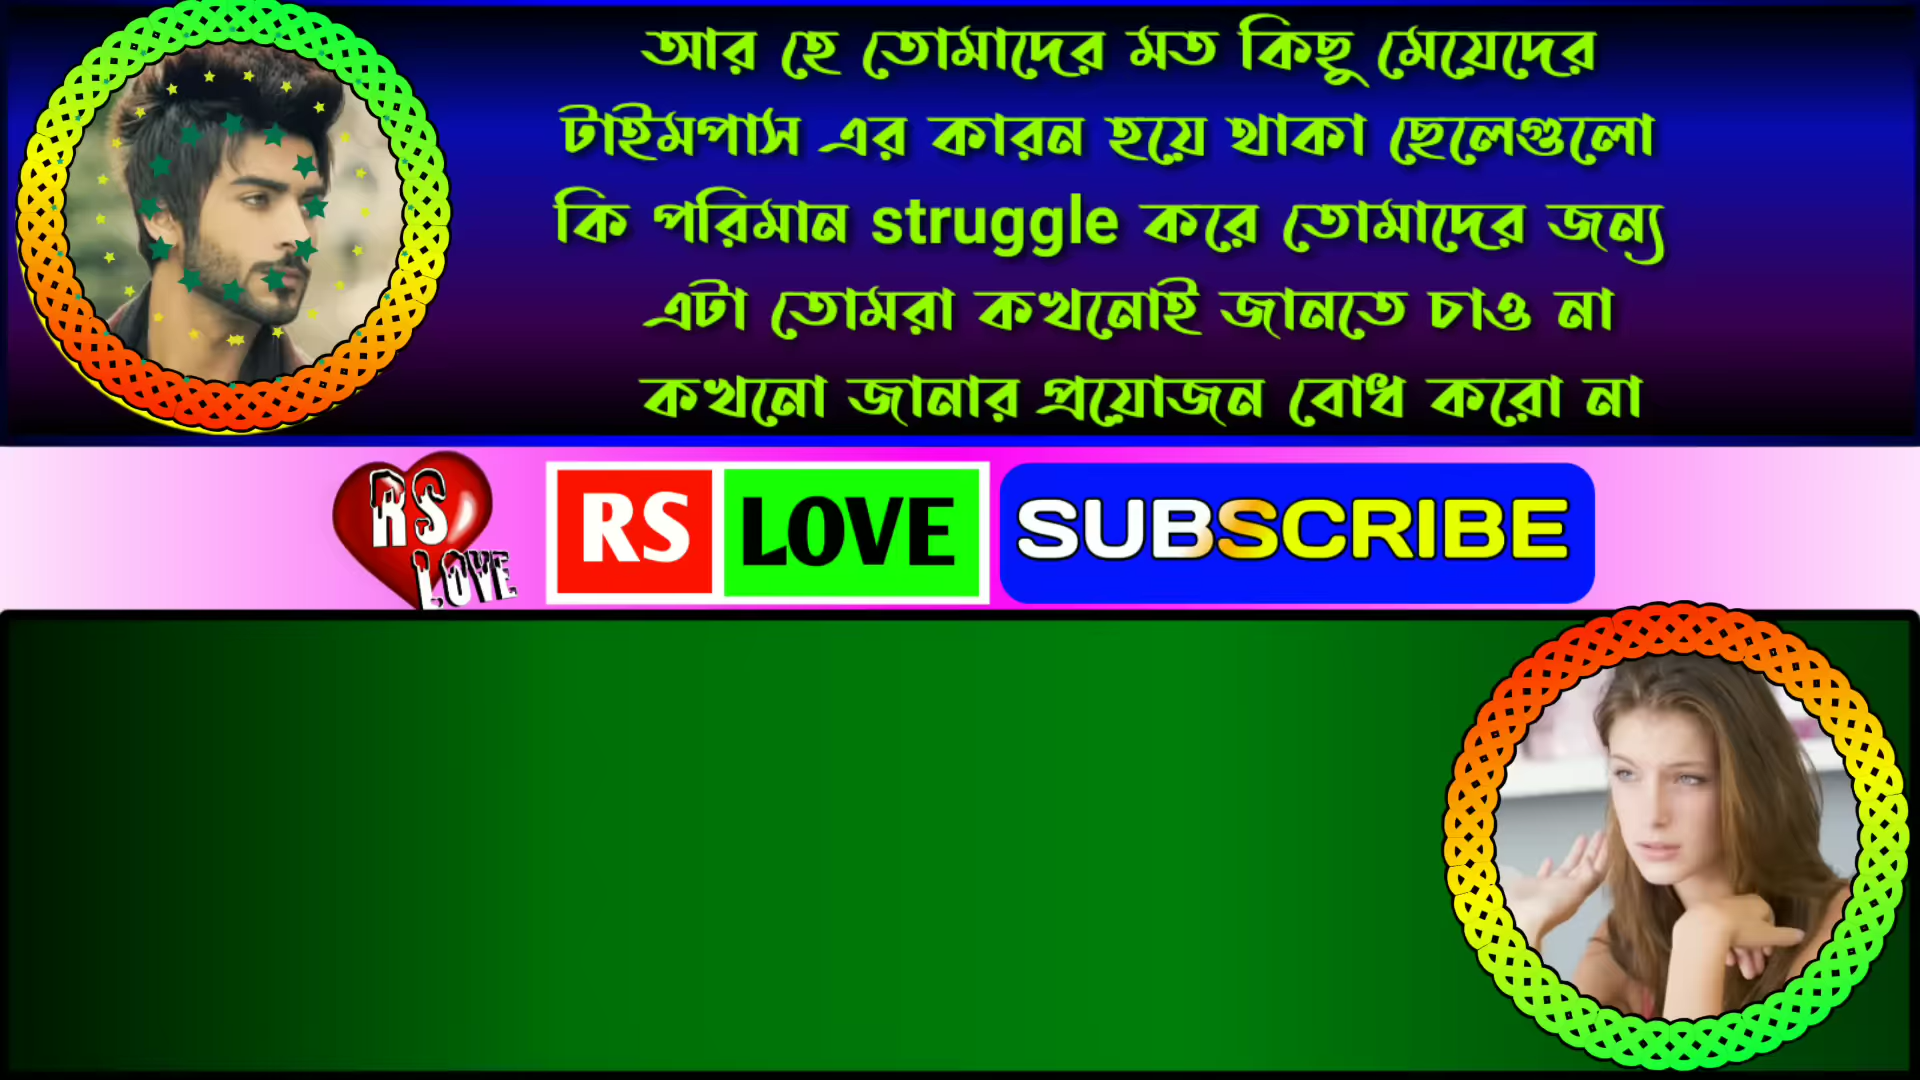 আর হে তোমাদের মত কিছু মেয়েদের
টাইমপাস এর কারন হয়ে থাকা ছেলেগুলো
কি পরিমান struggle করে তোমাদের জন্য
এটা তোমরা কখনোই জানতে চাও না
কখনো জানার প্রয়োজন বোধ করো না
RS
LOVE
RS LOVE
SUBSCRIBE